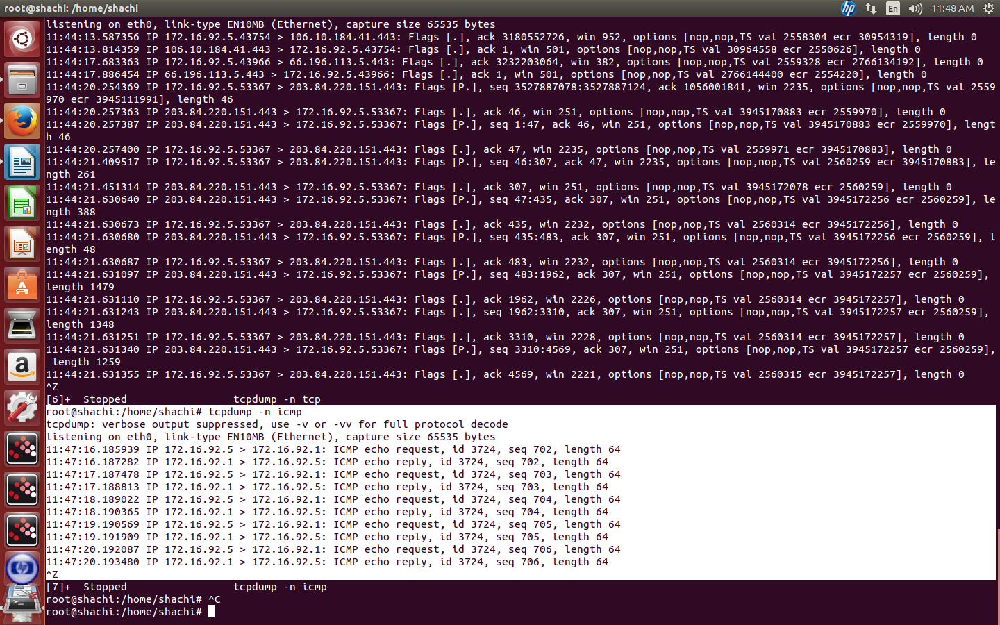 root@shachi: /home/shachi
En
11:48 AM
listening on eth0, link-type EN10MB (Ethernet), capture size 65535 bytes
11:44:13.587356 IP 172.16.92.5.43754 > 106.10.184.41.443: Flags [.], ack 3180552726, win 952, options [nop,nop,TS val 2558304 ecr 30954319], length 0
11:44:13.814359 IP 106.10.184.41.443 > 172.16.92.5.43754: Flags [.], ack 1, win 501, options [nop,nop,TS val 30964558 ecr 2550626], length 0
11:44:17.683363 IP 172.16.92.5.43966 > 66.196.113.5.443: Flags [.], ack 3232203064, win 382, options [nop,nop,TS val 2559328 ecr 2766134192], length 0
11:44:17.886454 IP 66.196.113.5.443 > 172.16.92.5.43966: Flags [.], ack 1, win 501, options [nop,nop,TS val 2766144400 ecr 2554220], length 0
11:44:20.254369 IP 172.16.92.5.53367 > 203.84.220.151.443: Flags [P.], seq 3527887078:3527887124, ack 1056001841, win 2235, options [nop,nop,TS val 2559
970 ecr 3945111991], length 46
11:44:20.257363 IP 203.84.220.151.443 > 172.16.92.5.53367: Flags [.], ack 46, win 251, options [nop,nop,TS val 3945170883 ecr 2559970], length 0
11:44:20.257387 IP 203.84.220.151.443 > 172.16.92.5.53367: Flags [P.], seq 1:47, ack 46, win 251, options [nop,nop,TS val 3945170883 ecr 2559970], lengt
h 46
11:44:20.257400 IP 172.16.92.5.53367 > 203.84.220.151.443: Flags [.], ack 47, win 2235, options [nop,nop,TS val 2559971 ecr 3945170883], length 0
11:44:21.409517 IP 172.16.92.5.53367 > 203.84.220.151.443: Flags [P.], seq 46:307, ack 47, win 2235, options [nop,nop,TS val 2560259 ecr 3945170883], le
ngth 261
11:44:21.451314 IP 203.84.220.151.443 > 172.16.92.5.53367: Flags [.], ack 307, win 251, options [nop,nop,TS val 3945172078 ecr 2560259], length 0
11:44:21.630640 IP 203.84.220.151.443 > 172.16.92.5.53367: Flags [P.], seq 47:435, ack 307, win 251, options [nop,nop,TS val 3945172256 ecr 2560259], le
ngth 388
11:44:21.630673 IP 172.16.92.5.53367 > 203.84.220.151.443: Flags [.], ack 435, win 2232, options [nop,nop,TS val 2560314 ecr 3945172256], length 0
11:44:21.630680 IP 203.84.220.151.443 > 172.16.92.5.53367: Flags [P.], seq 435:483, ack 307, win 251, options [nop,nop,TS val 3945172256 ecr 2560259], l
ength 48
11:44:21.630687 IP 172.16.92.5.53367 > 203.84.220.151.443: Flags [.], ack 483, win 2232, options [nop,nop,TS val 2560314 ecr 3945172256], length 0
11:44:21.631097 IP 203.84.220.151.443 > 172.16.92.5.53367: Flags [P.], seq 483:1962, ack 307, win 251, options [nop,nop,TS val 3945172257 ecr 2560259],
length 1479
11:44:21.631110 IP 172.16.92.5.53367 > 203.84.220.151.443: Flags [.], ack 1962, win 2226, options [nop,nop,TS val 2560314 ecr 3945172257], length 0
11:44:21.631243 IP 203.84.220.151.443 > 172.16.92.5.53367: Flags [.], seq 1962:3310, ack 307, win 251, options [nop,nop,TS val 3945172257 ecr 2560259],
length 1348
11:44:21.631251 IP 172.16.92.5.53367 > 203.84.220.151.443: Flags [.], ack 3310, win 2228, options [nop,nop,TS val 2560314 ecr 3945172257], length 0
11:44:21.631340 IP 203.84.220.151.443 > 172.16.92.5.53367: Flags [P.], seq 3310:4569, ack 307, win 251, options [nop,nop,TS val 3945172257 ecr 2560259],
length 1259
11:44:21.631355 IP 172.16.92.5.53367 > 203.84.220.151.443: Flags [.], ack 4569, win 2221, options [nop,nop,TS val 2560315 ecr 3945172257], length 0
^Z
[6]+  Stopped                 tcpdump -n tcp
root@shachi:/home/shachi# tcpdump -n icmp
tcpdump: verbose output suppressed, use -v or -vv for full protocol decode
listening on eth0, link-type EN10MB (Ethernet), capture size 65535 bytes
11:47:16.185939 IP 172.16.92.5 > 172.16.92.1: ICMP echo request, id 3724, seq 702, length 64
11:47:16.187282 IP 172.16.92.1 > 172.16.92.5: ICMP echo reply, id 3724, seq 702, length 64
11:47:17.187478 IP 172.16.92.5 > 172.16.92.1: ICMP echo request, id 3724, seq 703, length 64
11:47:17.188813 IP 172.16.92.1 > 172.16.92.5: ICMP echo reply, id 3724, seq 703, length 64
11:47:18.189022 IP 172.16.92.5 > 172.16.92.1: ICMP echo request, id 3724, seq 704, length 64
11:47:18.190365 IP 172.16.92.1 > 172.16.92.5: ICMP echo reply, id 3724, seq 704, length 64
11:47:19.190569 IP 172.16.92.5 > 172.16.92.1: ICMP echo request, id 3724, seq 705, length 64
11:47:19.191909 IP 172.16.92.1 > 172.16.92.5: ICMP echo reply, id 3724, seq 705, length 64
11:47:20.192087 IP 172.16.92.5 > 172.16.92.1: ICMP echo request, id 3724, seq 706, length 64
11:47:20.193480 IP 172.16.92.1 > 172.16.92.5: ICMP echo reply, id 3724, seq 706, length 64
^Z
[7]+  Stopped                 tcpdump -n icmp
root@shachi:/home/shachi# ^C
root@shachi:/home/shachi#